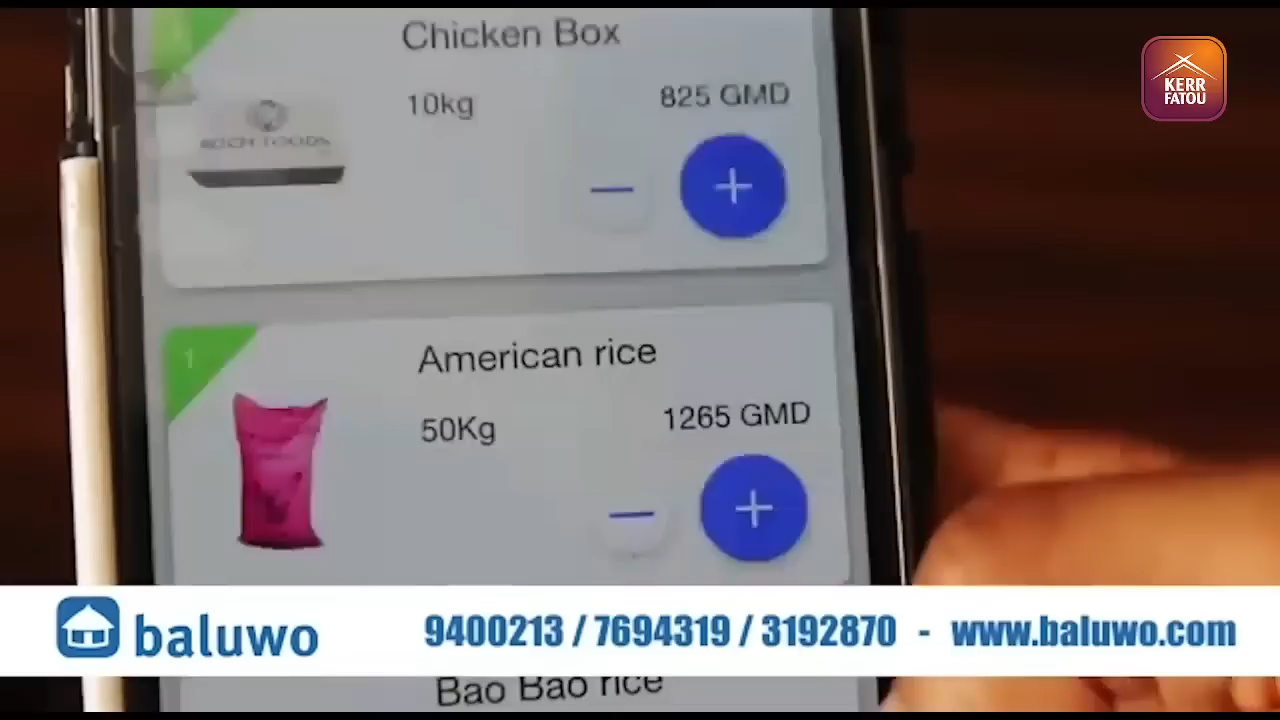 Chicken Box
10kg
825 GMD
KERR
FATOU
American rice
1
50Kg
1265 GMD
baluwo
9400213 / 7694319 / 3192870 - www.baluwo.com
Bao Bao rice